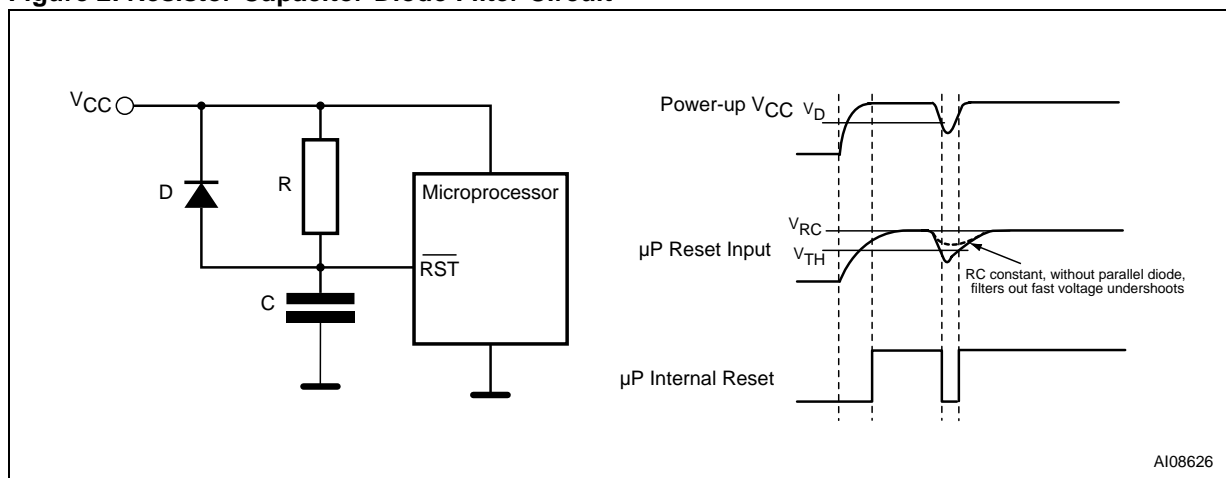 Figure 2. Resistor-Capacitor-Diode Filter Circuit
VCC
D
R
C
Microprocessor
RST
Power-up VCC
VD
µP Reset Input
VRC
VTH
RC constant, without parallel diode,
filters out fast voltage undershoots
µP Internal Reset
AI08626